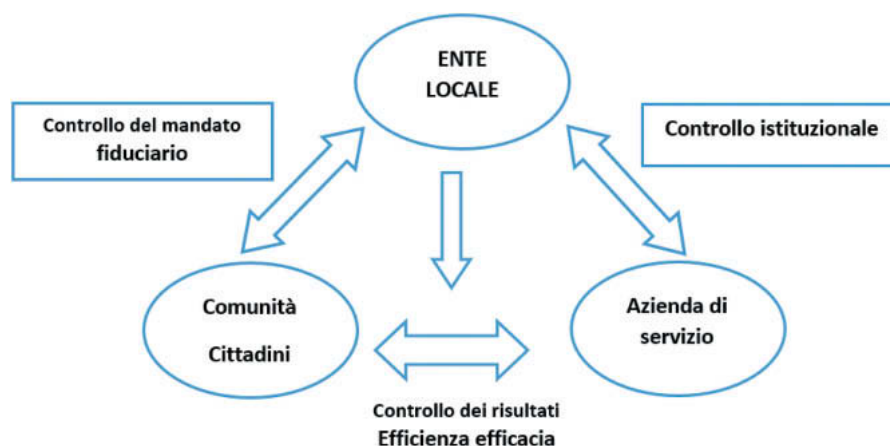 ENTE
LOCALE
Controllo del mandato
fiduciario
Controllo istituzionale
Comunità
Cittadini
Azienda di
servizio
Controllo dei risultati
Efficienza efficacia